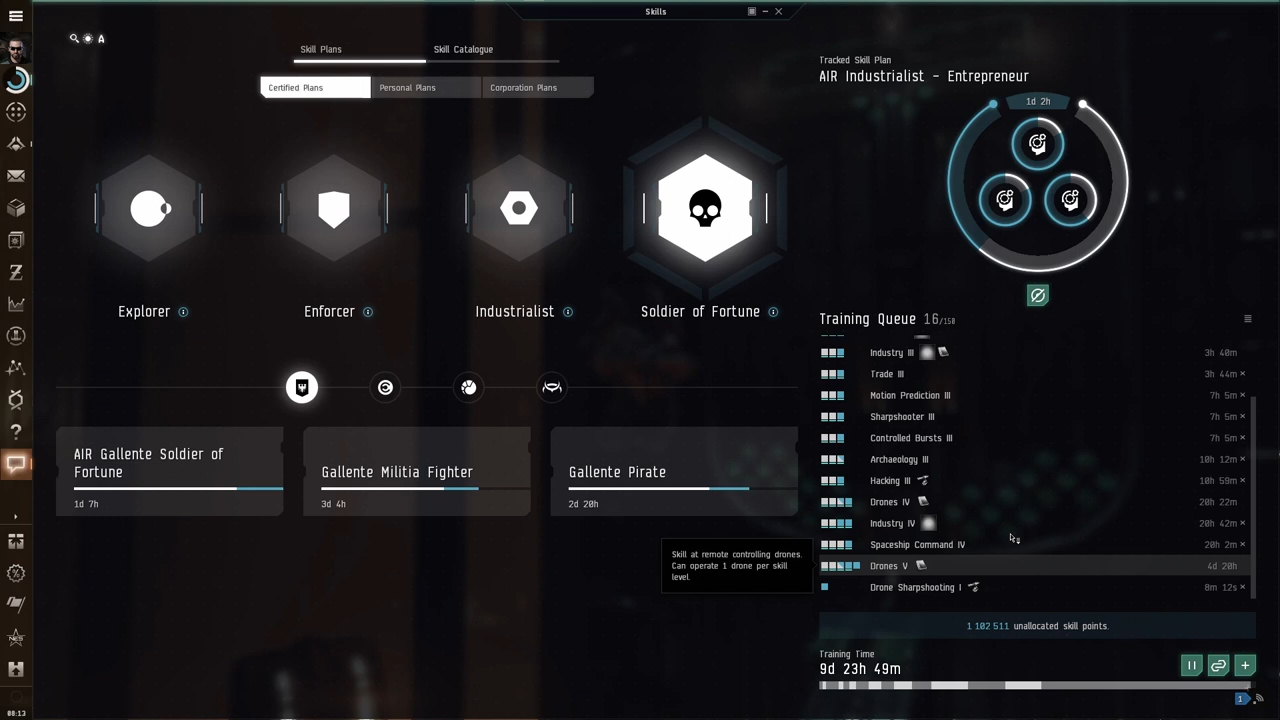 Skills
A
Skill Plans
Skill Catalogue
Certified Plans
Personal Plans
Corporation Plans
Explorer
Enforcer
Industrialist
Soldier of Fortune
AIR Gallente Soldier of
Fortune
1d 7h
Gallente Militia Fighter
3d 4h
Gallente Pirate
2d 20h
Skill at remote controlling drones.
Can operate 1 drone per skill
level.
Tracked Skill Plan
AIR Industrialist - Entrepreneur
1d 2h
Training Queue 16/150
Industry III 3h 40m
Trade III 3h 44m
Motion Prediction III 7h 5m
Sharpshooter III 7h 5m
Controlled Bursts III 7h 5m
Archaeology III 10h 12m
Hacking III 10h 59m
Drones IV 20h 22m
Industry IV 20h 42m
Spaceship Command IV 20h 2m
Drones V 4d 20h
Drone Sharpshooting I 8m 12s
1 102 511 unallocated skill points.
Training Time
9d 23h 49m
1
NES
08:13